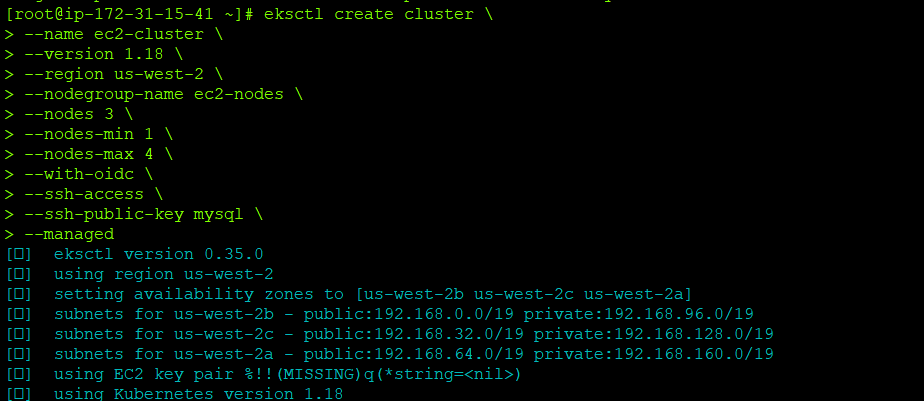 [root@ip-172-31-15-41 ~]# eksctl create cluster \
> --name ec2-cluster \
> --version 1.18 \
> --region us-west-2 \
> --nodegroup-name ec2-nodes \
> --nodes 3 \
> --nodes-min 1 \
> --nodes-max 4 \
> --with-oidc \
> --ssh-access \
> --ssh-public-key mysql \
> --managed
[▯]  eksctl version 0.35.0
[▯]  using region us-west-2
[▯]  setting availability zones to [us-west-2b us-west-2c us-west-2a]
[▯]  subnets for us-west-2b - public:192.168.0.0/19 private:192.168.96.0/19
[▯]  subnets for us-west-2c - public:192.168.32.0/19 private:192.168.128.0/19
[▯]  subnets for us-west-2a - public:192.168.64.0/19 private:192.168.160.0/19
[▯]  using EC2 key pair %!!(MISSING)q(*string=<nil>)
[▯]  using Kubernetes version 1.18